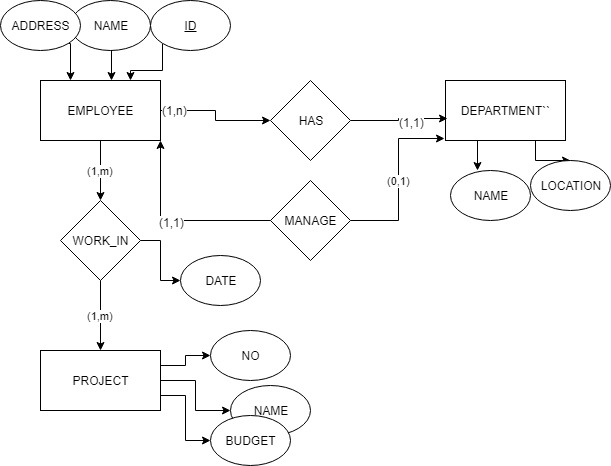 ADDRESS
NAME
ID
EMPLOYEE
(1,n)
HAS
(1,1)
DEPARTMENT``
(1,m)
(0,1)
NAME
LOCATION
(1,1)
MANAGE
WORK_IN
DATE
(1,m)
NO
PROJECT
NAME
BUDGET